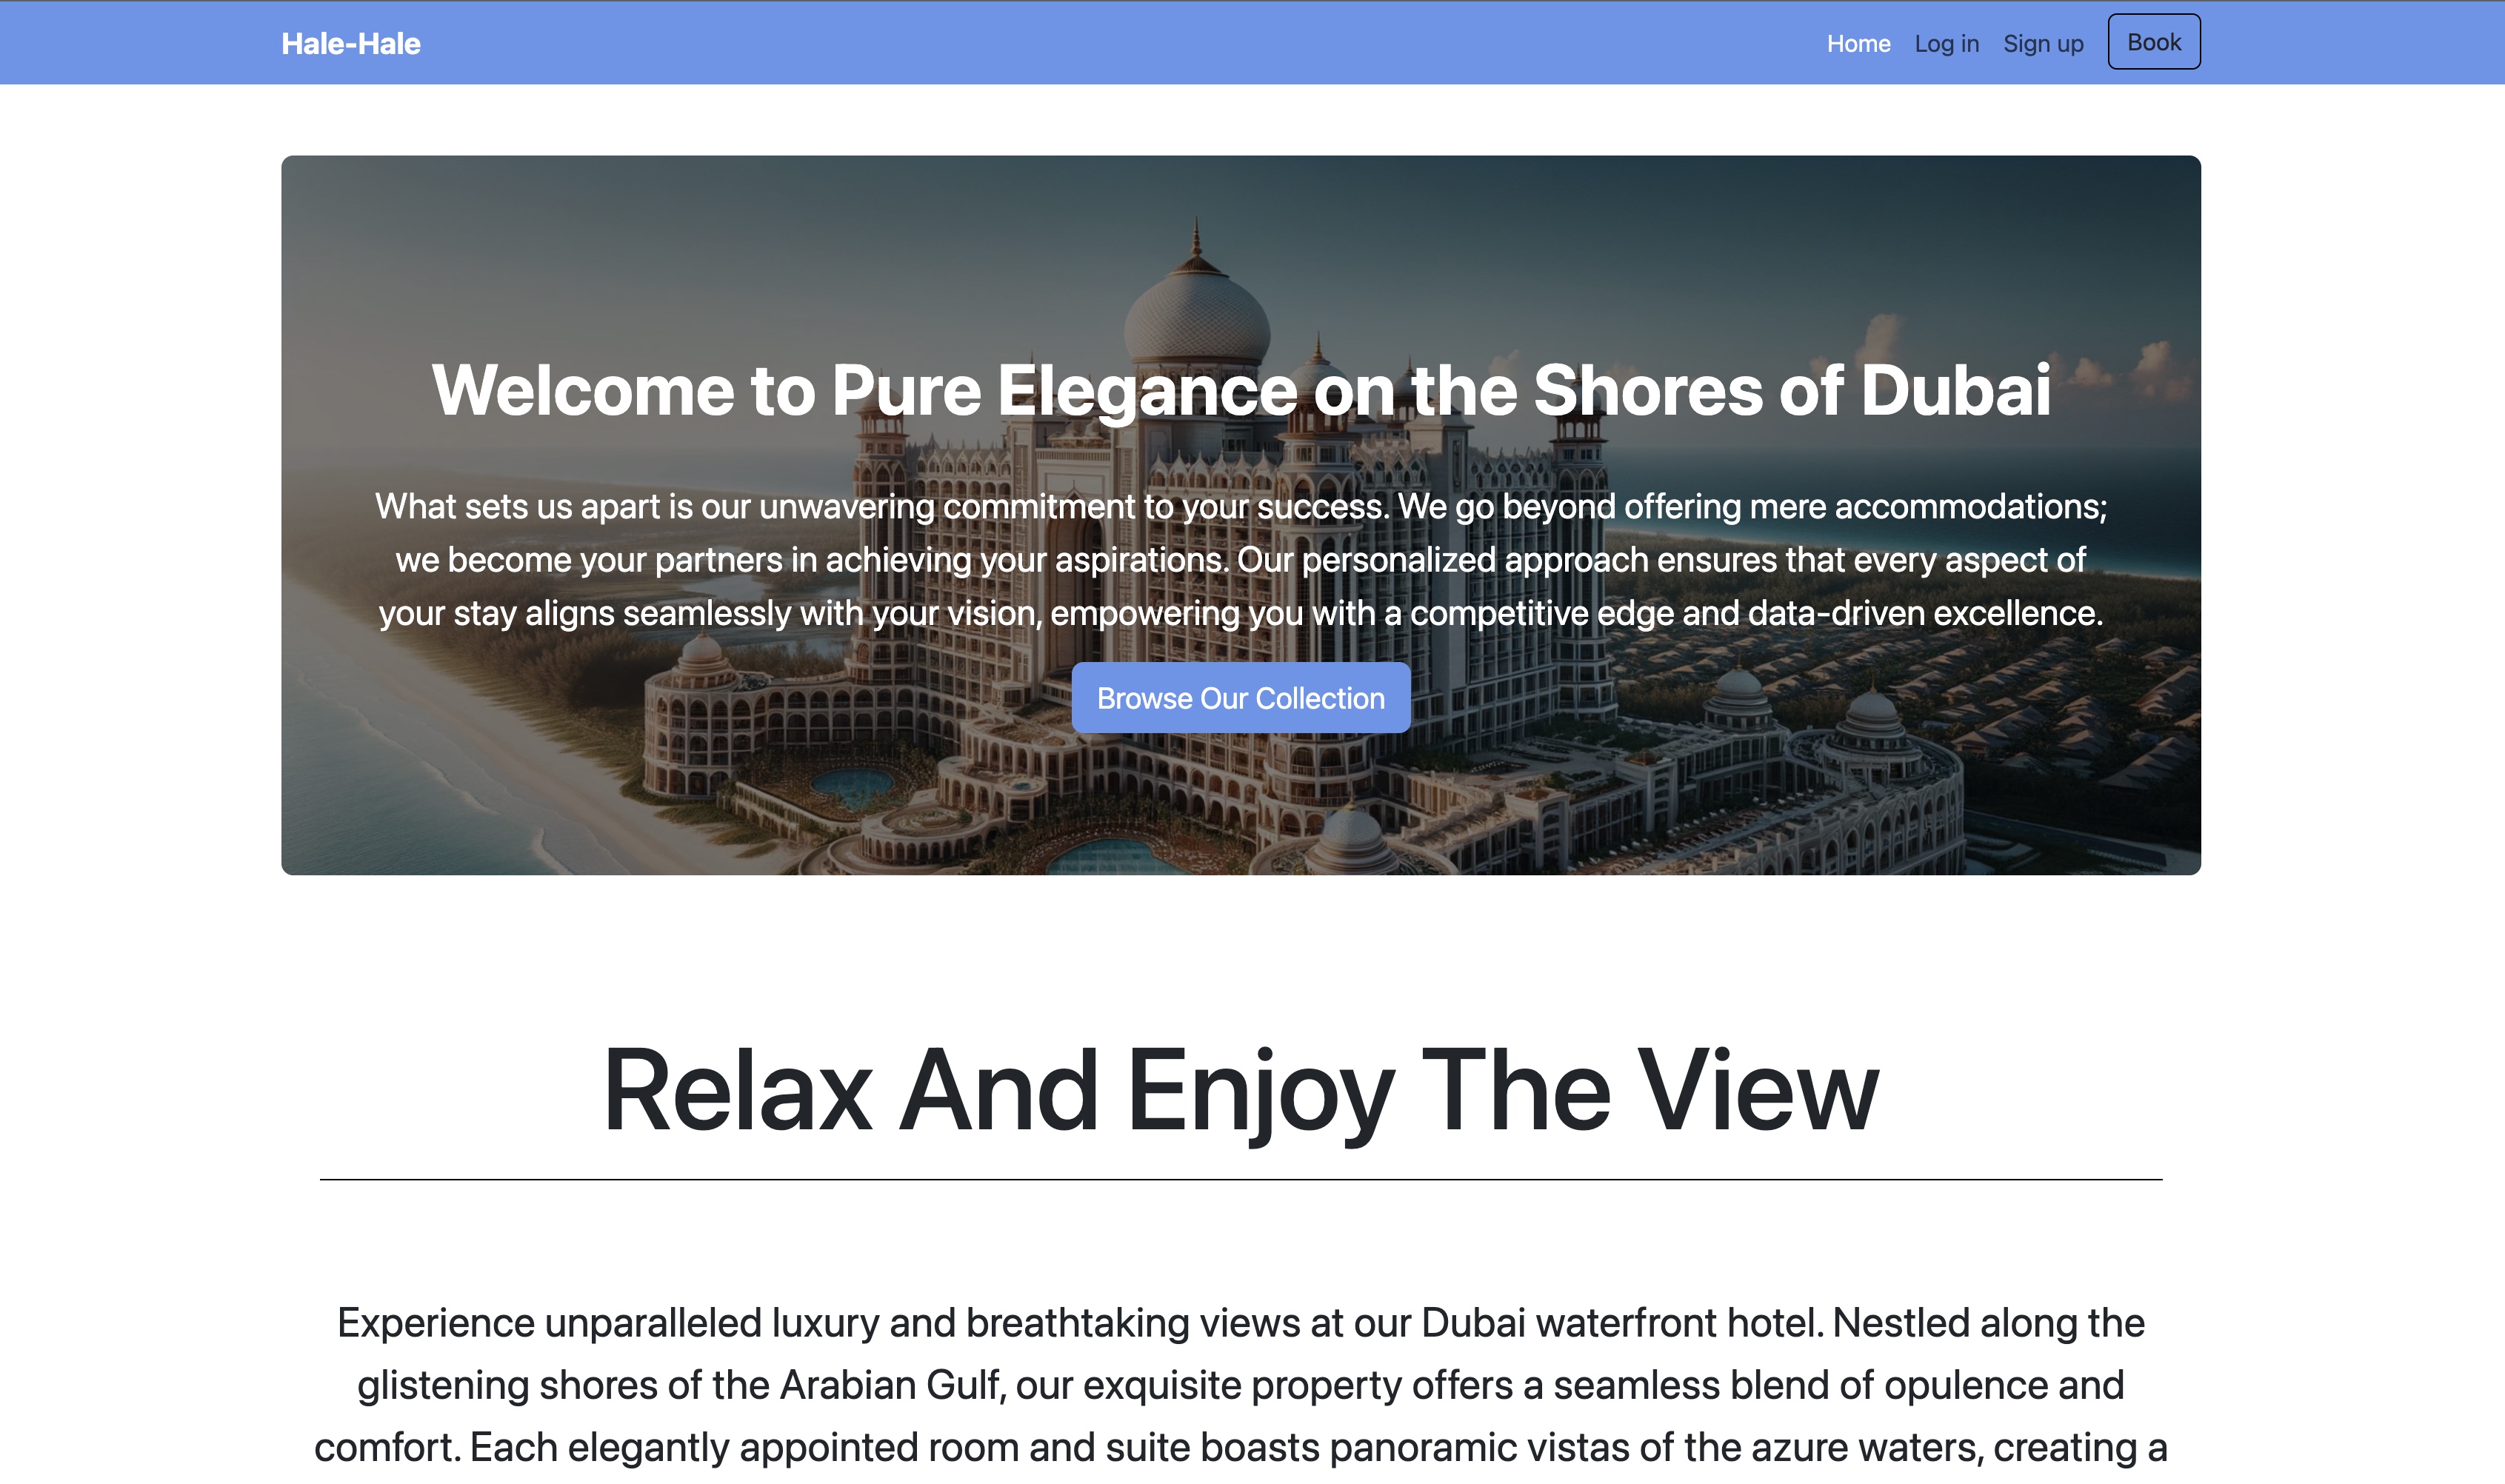 Hale-Hale
Home Log in Sign up Book
Welcome to Pure Elegance on the Shores of Dubai
What sets us apart is our unwavering commitment to your success. We go beyond offering mere accommodations;
we become your partners in achieving your aspirations. Our personalized approach ensures that every aspect of
your stay aligns seamlessly with your vision, empowering you with a competitive edge and data-driven excellence.
Browse Our Collection
Relax And Enjoy The View
Experience unparalleled luxury and breathtaking views at our Dubai waterfront hotel. Nestled along the
glistening shores of the Arabian Gulf, our exquisite property offers a seamless blend of opulence and
comfort. Each elegantly appointed room and suite boasts panoramic vistas of the azure waters, creating a